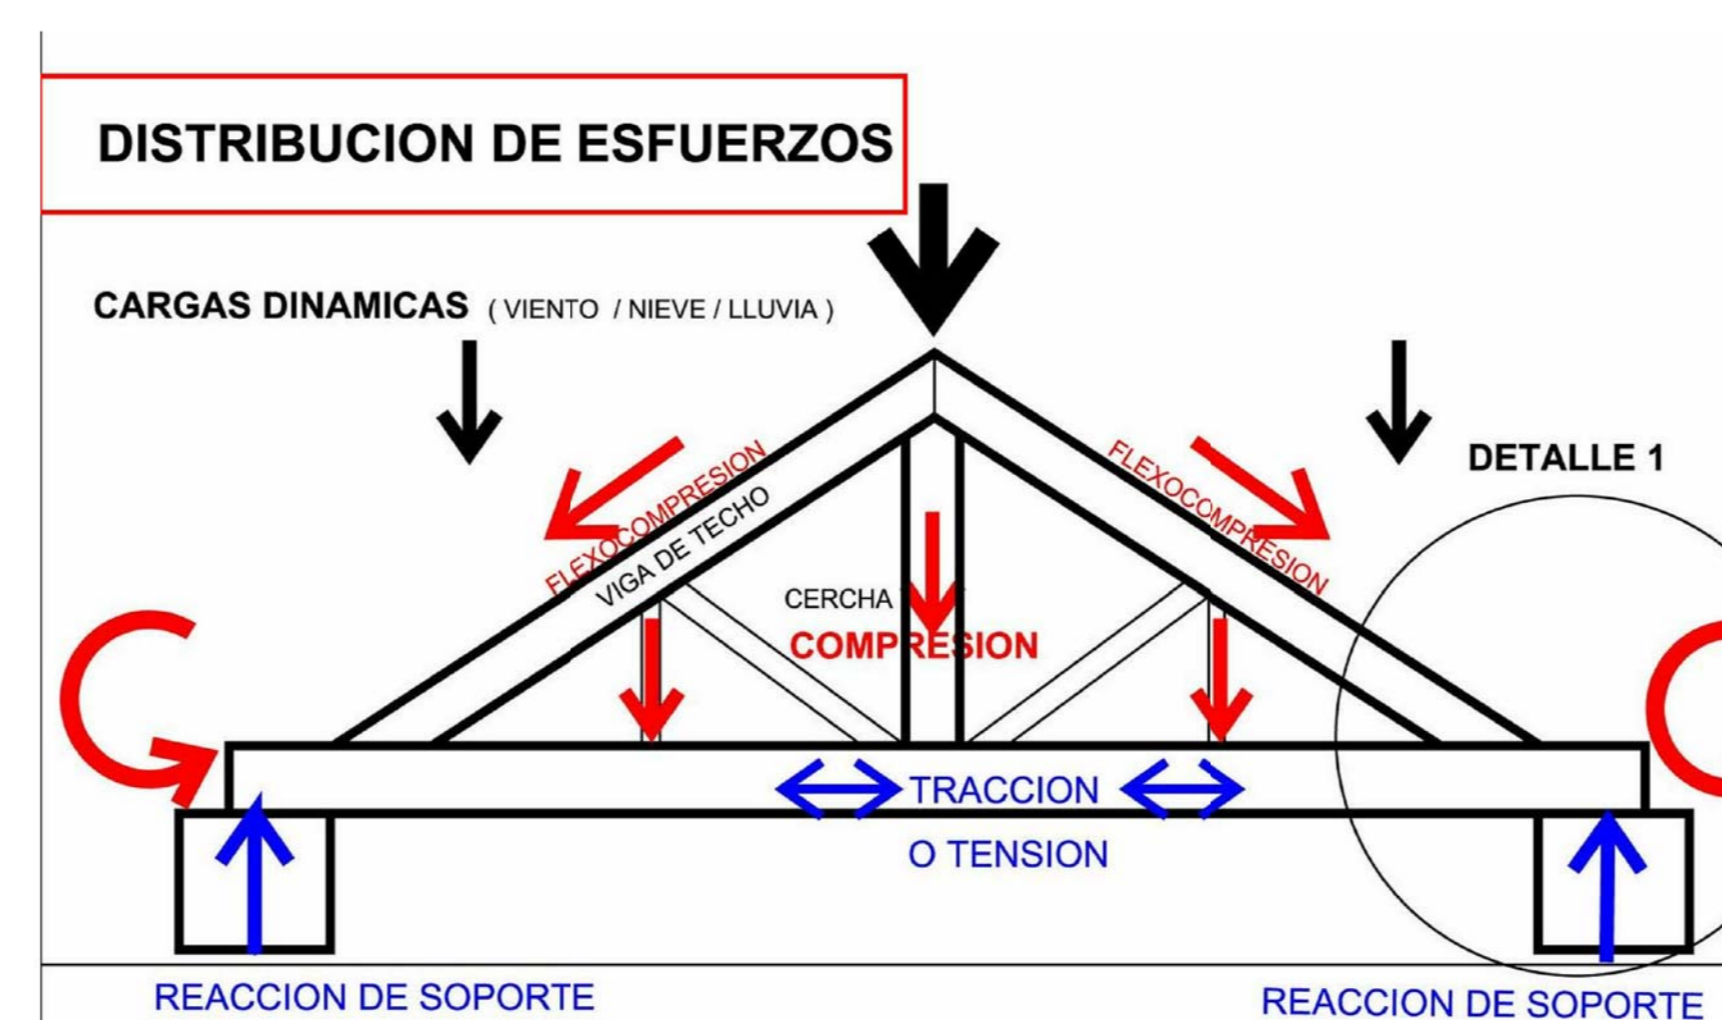 DISTRIBUCION DE ESFUERZOS
CARGAS DINAMICAS ( VIENTO / NIEVE / LLUVIA )
DETALLE 1
FLEXOCOMPRESION
VIGA DE TECHO
FLEXOCOMPRESION
CERCHA
COMPRESION
TRACCION
O TENSION
REACCION DE SOPORTE
REACCION DE SOPORTE